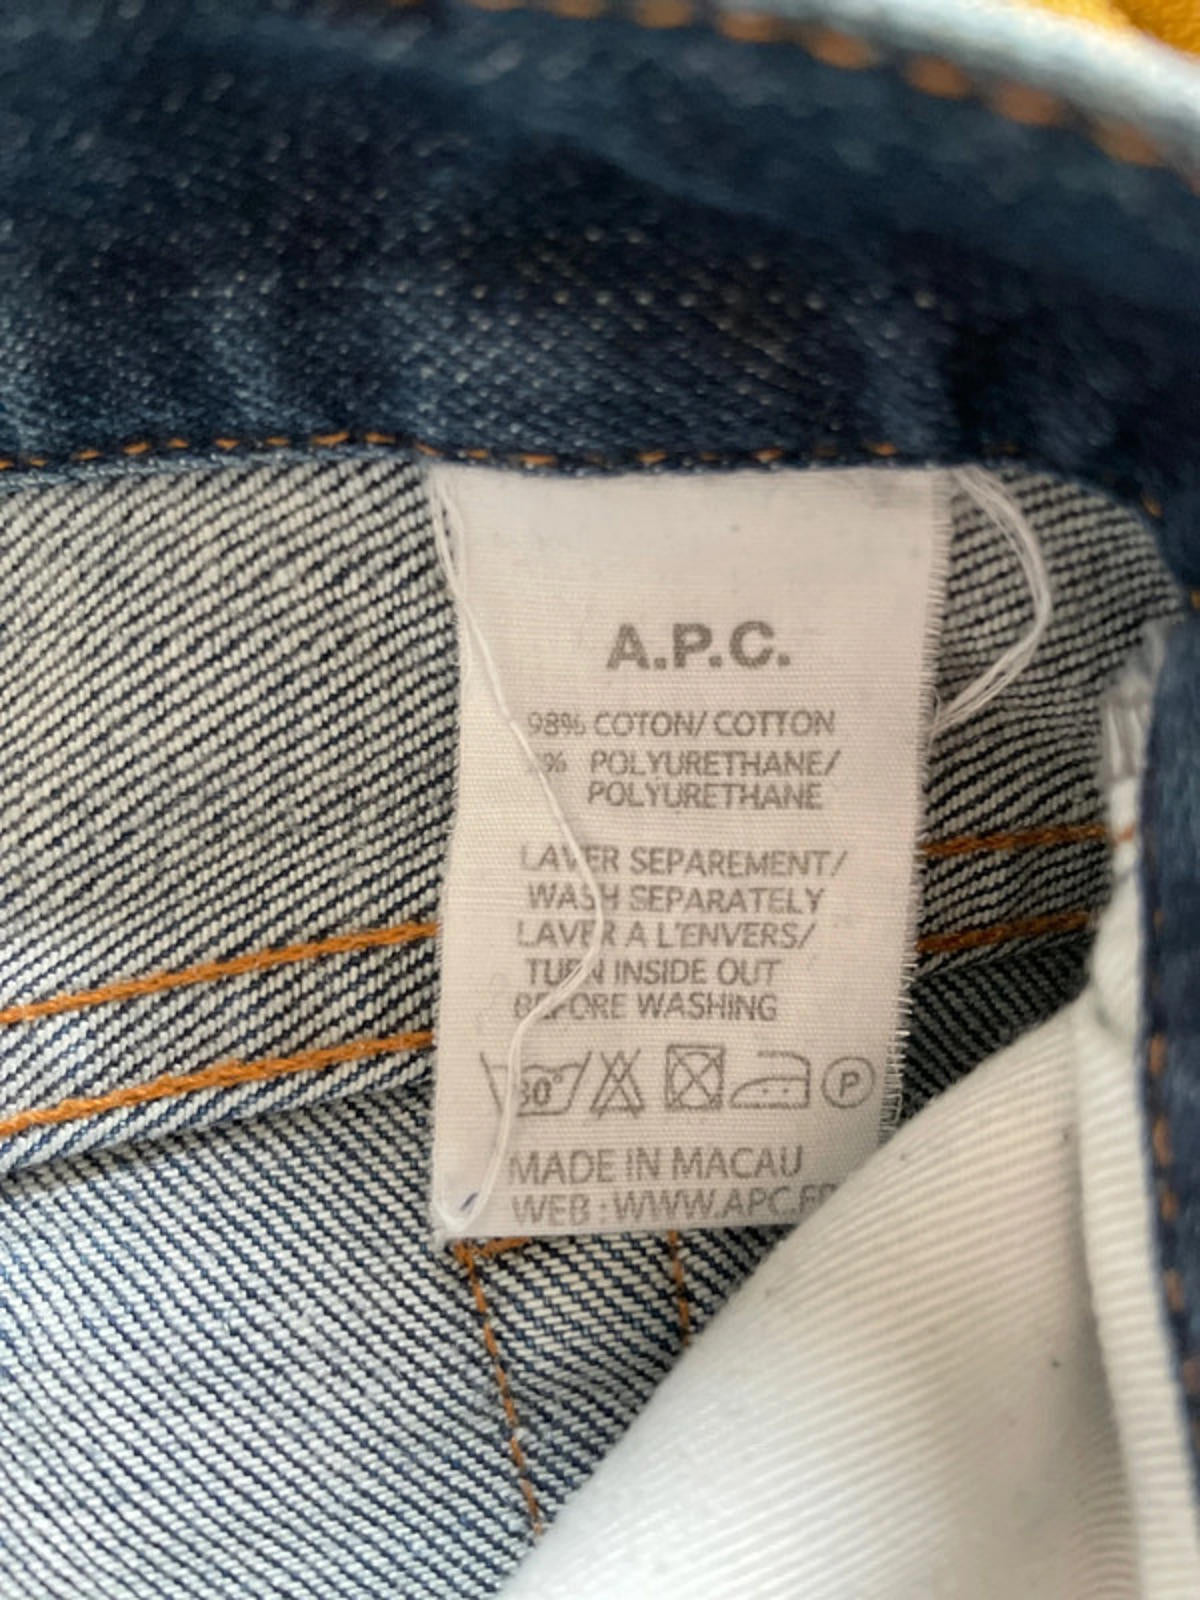 A.P.C.
98% COTON/ COTTON
% POLYURETHANE/
POLYURETHANE
LAVER SEPAREMENT/
WASH SEPARATELY
LAVER A L'ENVERS/
TURN INSIDE OUT
BEFORE WASHING
30° P
MADE IN MACAU
WEB : WWW.APC.FR